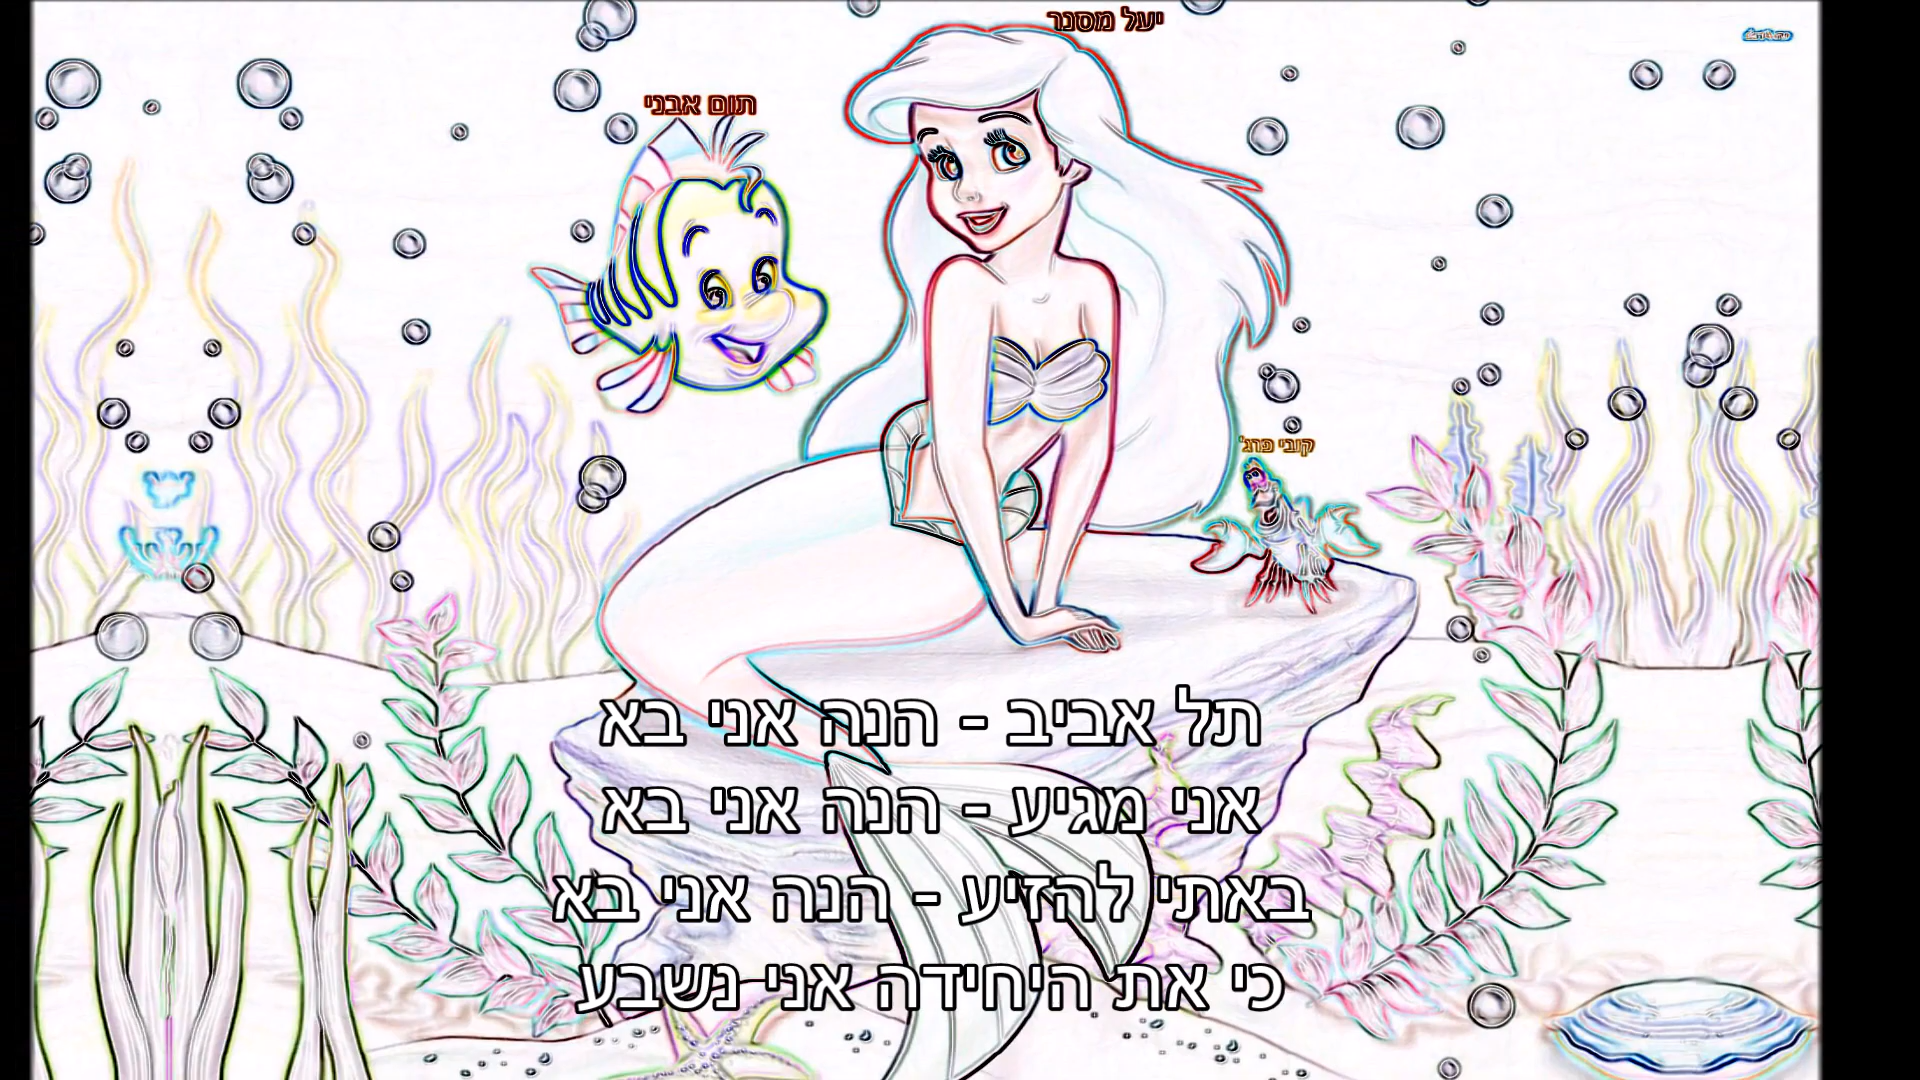 יעל מסנר
תום אבני
קובי פרג'
תל אביב - הנה אני בא
אני מגיע - הנה אני בא
באתי להזיע - הנה אני בא
כי את היחידה אני נשבע